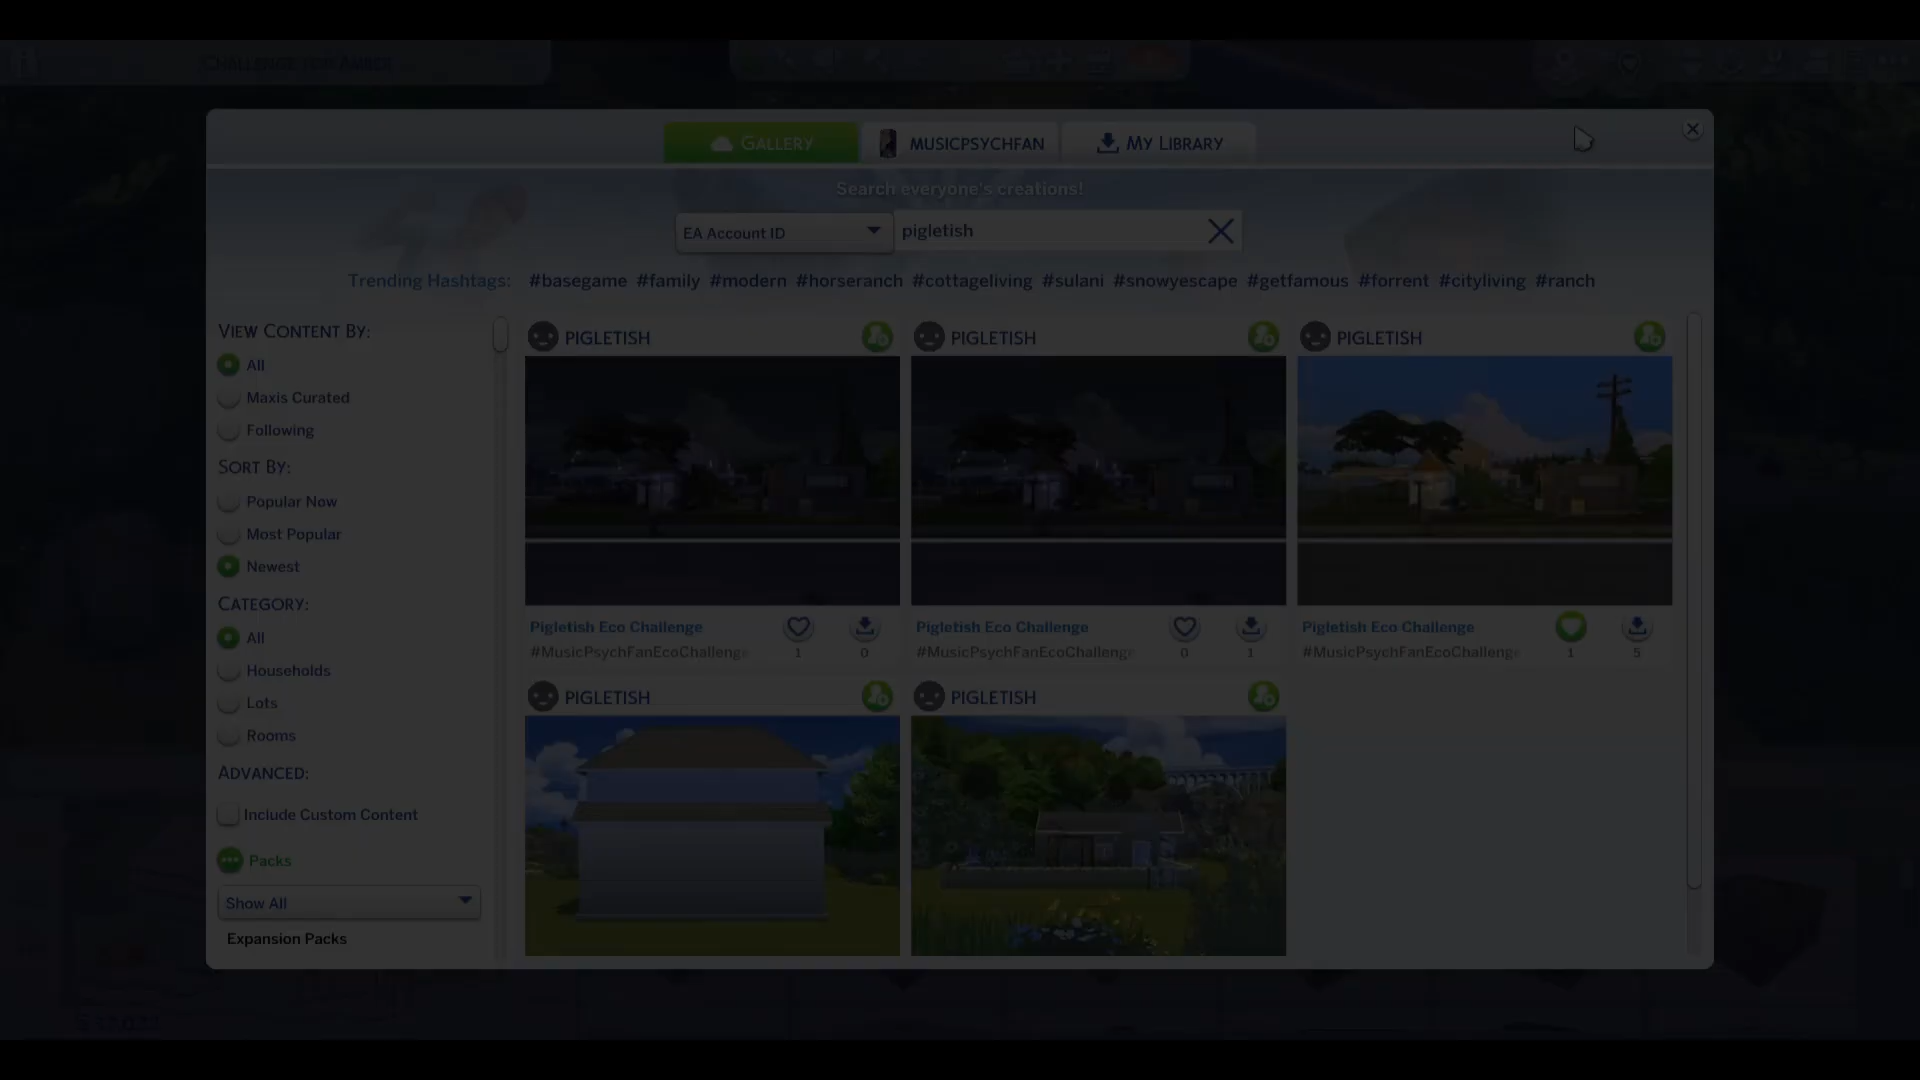 CHALLENGE FOR AMBER
GALLERY
MUSICPSYCHFAN
MY LIBRARY
Search everyone's creations!
EA Account ID
pigletish
Trending Hashtags: #basegame #family #modern #horseranch #cottageliving #sulani #snowyescape #getfamous #forrent #cityliving #ranch
VIEW CONTENT BY:
All
Maxis Curated
Following
SORT BY:
Popular Now
Most Popular
Newest
CATEGORY:
All
Households
Lots
Rooms
ADVANCED:
Include Custom Content
Packs
Show All
Expansion Packs
PIGLETISH
Pigletish Eco Challenge
#MusicPsychFanEcoChallenge
1
0
PIGLETISH
Pigletish Eco Challenge
#MusicPsychFanEcoChallenge
0
1
PIGLETISH
Pigletish Eco Challenge
#MusicPsychFanEcoChallenge
1
5
PIGLETISH
PIGLETISH